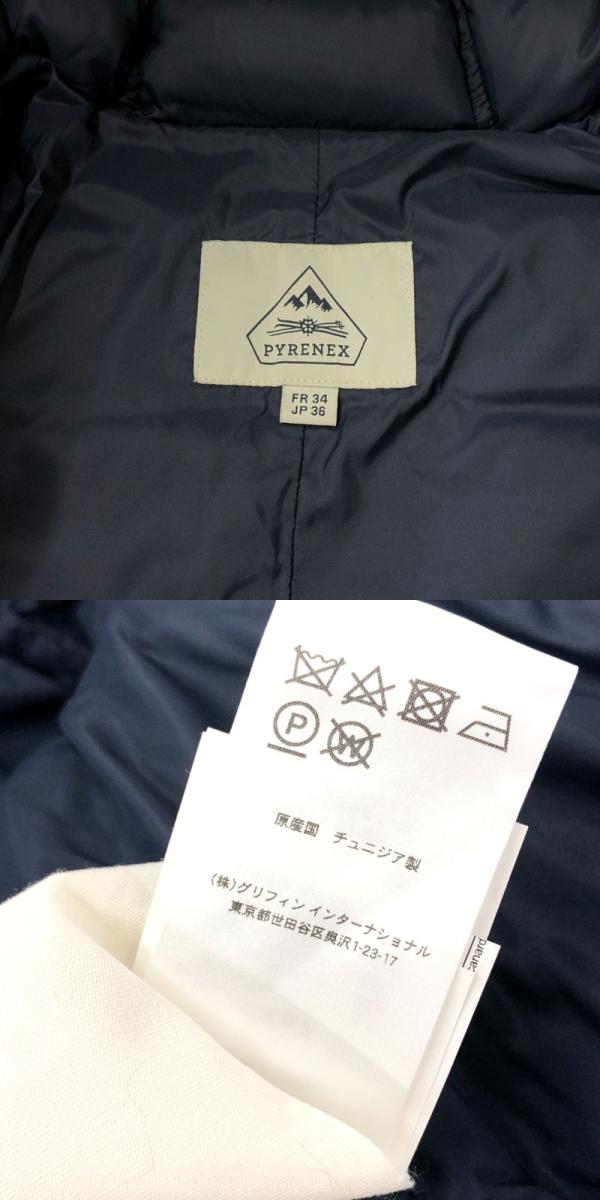 PYRENEX
FR 34
JP 36
P
W
原産国 チュニジア製
(株)グリフィン インターナショナル
東京都世田谷区奥沢1-23-17